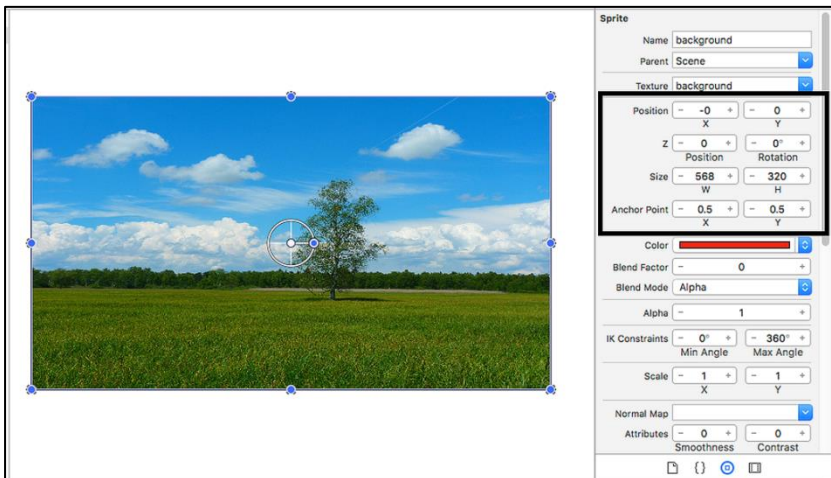 Sprite
Name background
Parent Scene
Texture background
Position - -0 + - 0 +
X Y
Z - 0 + - 0° +
Position Rotation
Size - 568 + - 320 +
W H
Anchor Point - 0.5 + - 0.5 +
X Y
Color
Blend Factor - 0 +
Blend Mode Alpha
Alpha - 1 +
IK Constraints - 0° + - 360° +
Min Angle Max Angle
Scale - 1 + - 1 +
X Y
Normal Map
Attributes - 0 + - 0 +
Smoothness Contrast
{ }